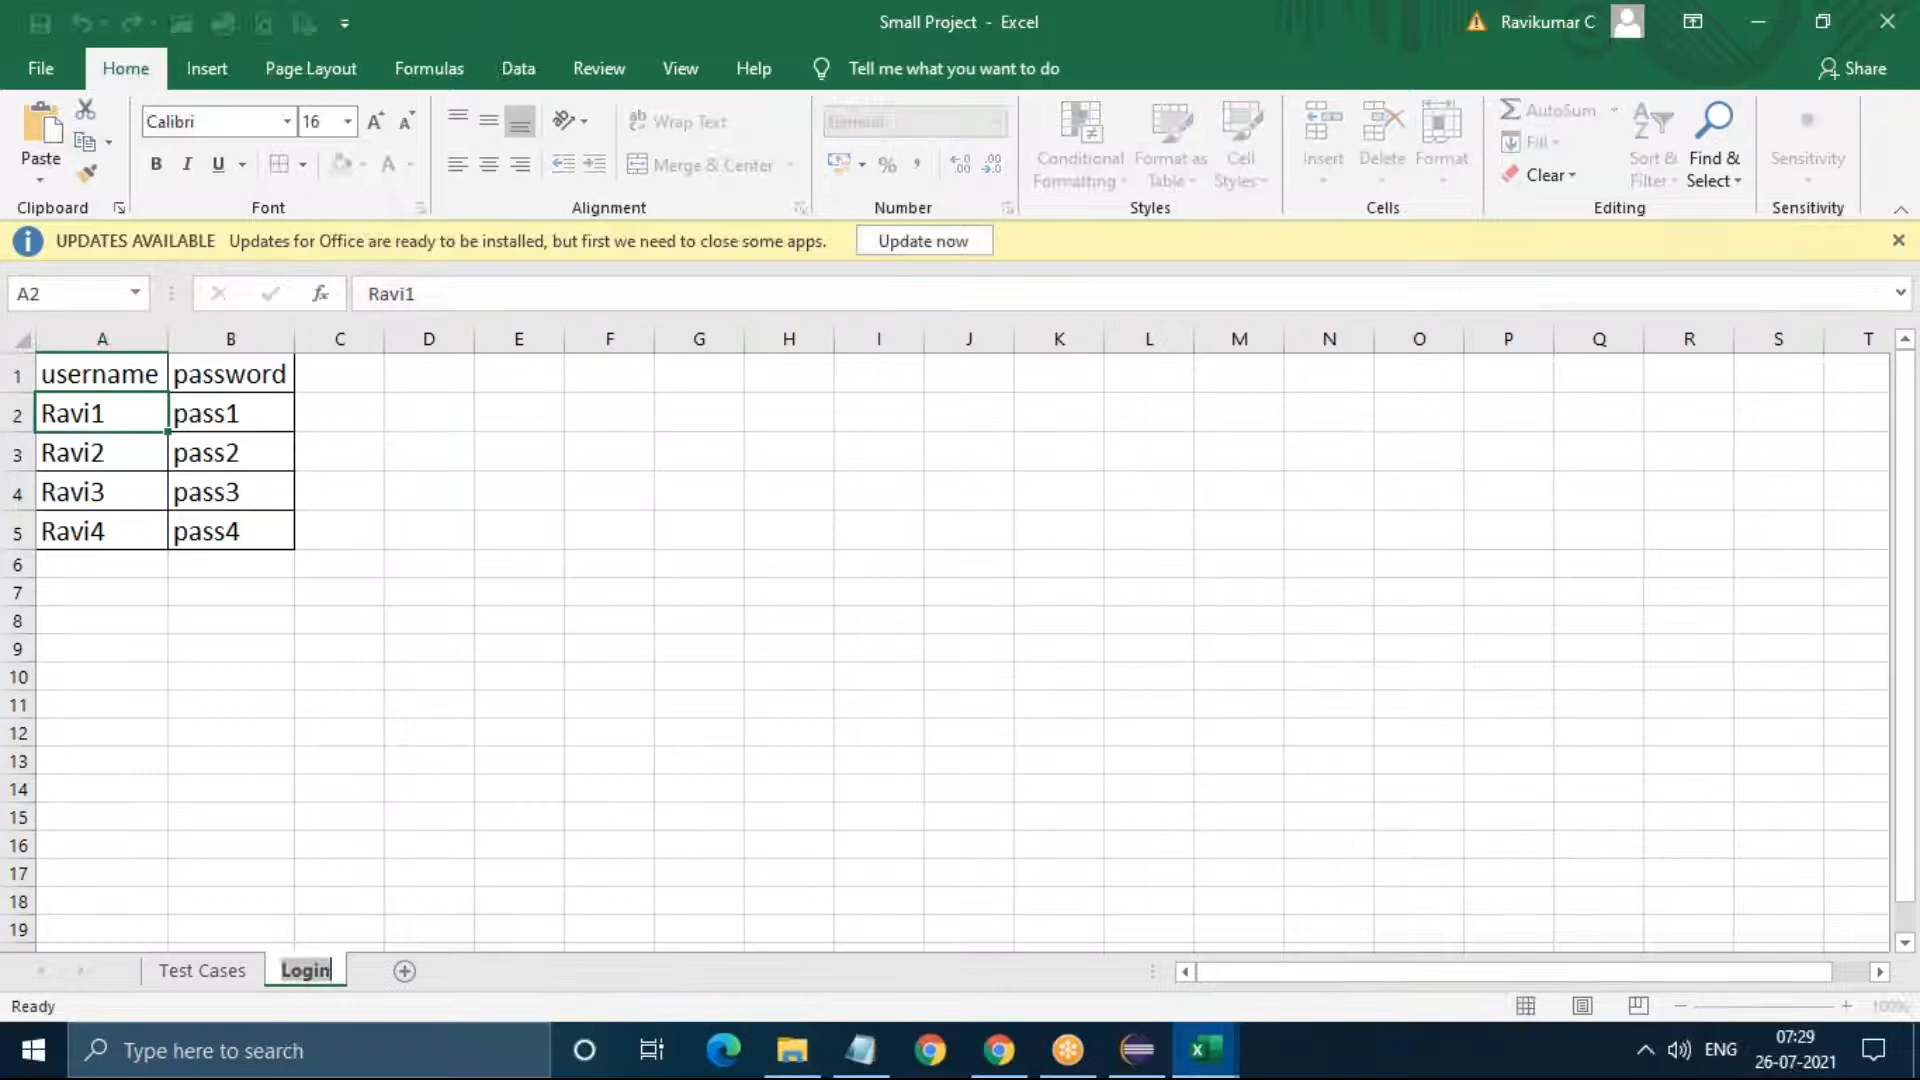 Small Project - Excel
Ravikumar C
File Home Insert Page Layout Formulas Data Review View Help Tell me what you want to do Share
Calibri 16
Wrap Text
AutoSum
Fill
Clear
Paste
B I U A
Merge & Center
%
Conditional Formatting
Format as Table
Cell Styles
Insert Delete Format
Sort & Filter
Find & Select
Sensitivity
Clipboard Font Alignment Number Styles Cells Editing Sensitivity
UPDATES AVAILABLE Updates for Office are ready to be installed, but first we need to close some apps. Update now
A2 fx Ravi1
A B C D E F G H I J K L M N O P Q R S T
1 username password
2 Ravi1 pass1
3 Ravi2 pass2
4 Ravi3 pass3
5 Ravi4 pass4
6
7
8
9
10
11
12
13
14
15
16
17
18
19
Test Cases Login
Ready 100%
Type here to search
ENG
07:29
26-07-2021